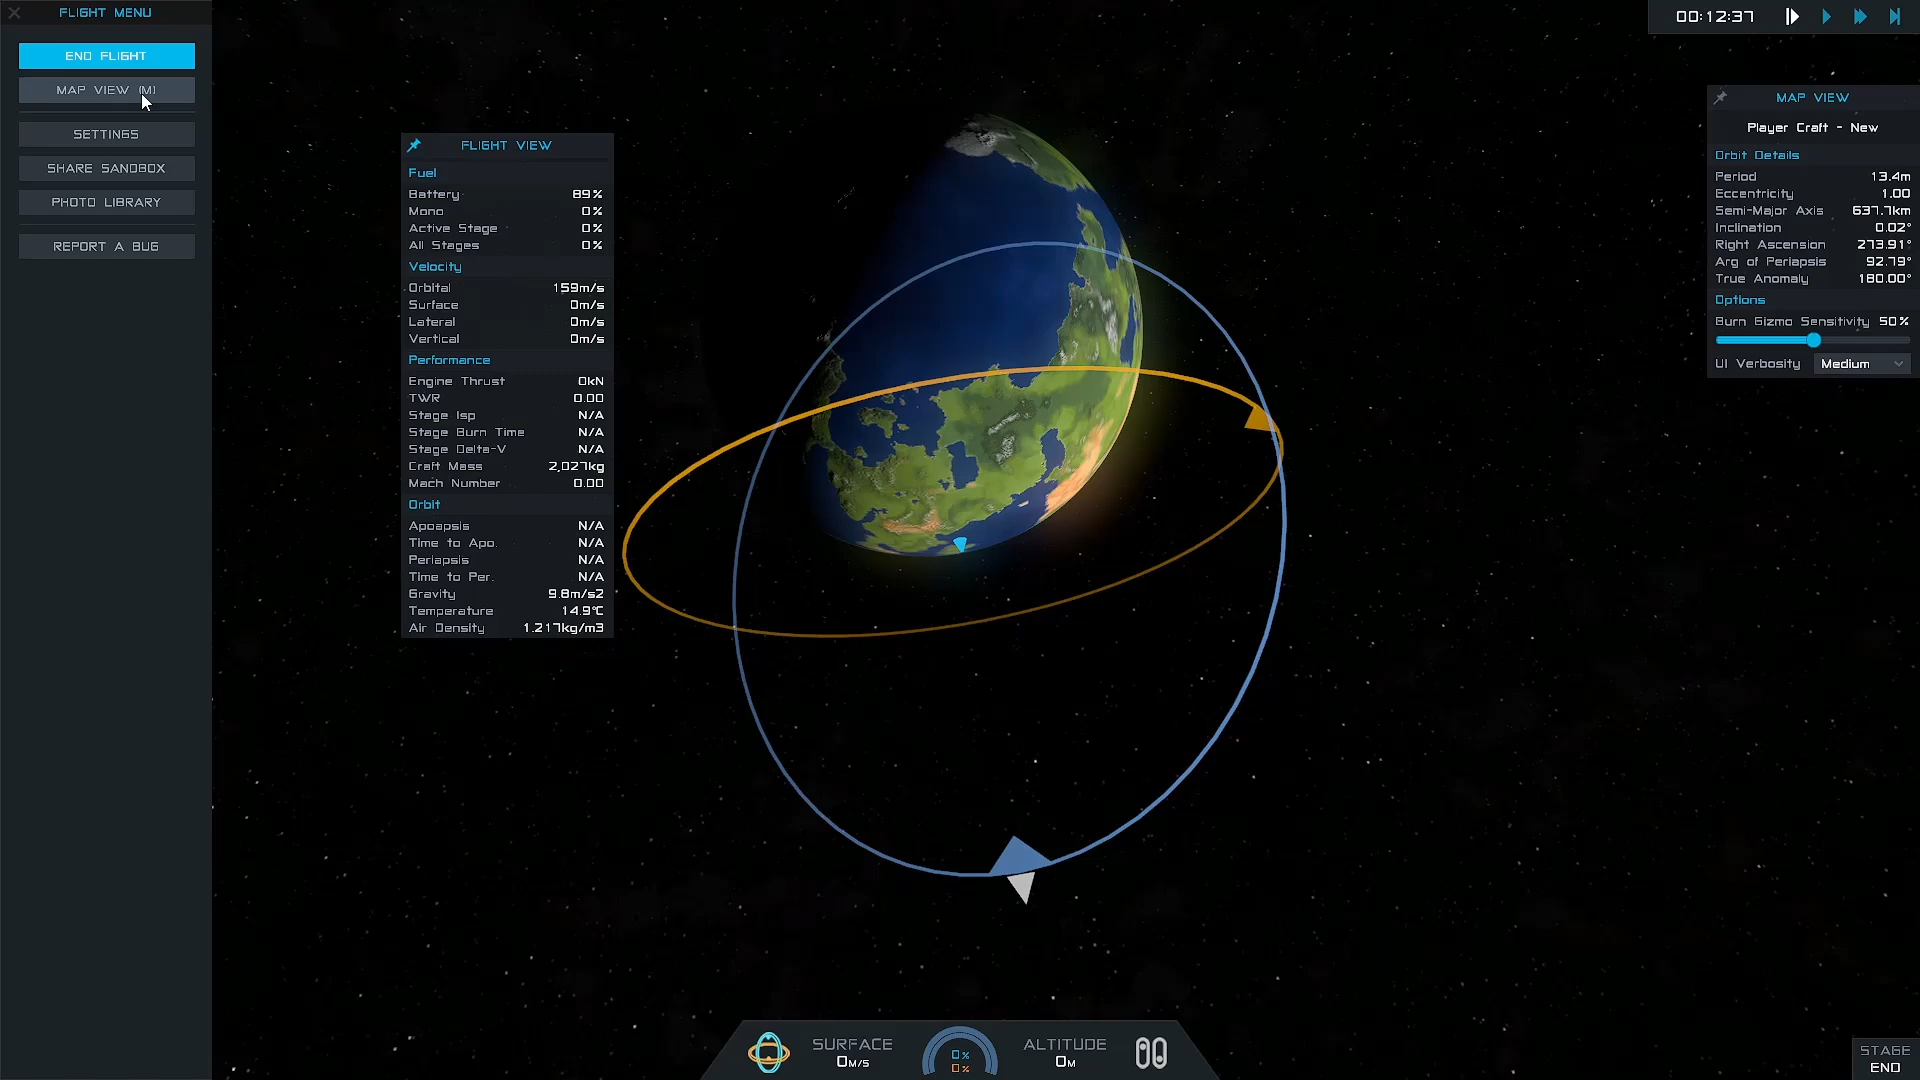 FLIGHT MENU
END FLIGHT
MAP VIEW (M)
SETTINGS
SHARE SANDBOX
PHOTO LIBRARY
REPORT A BUG
FLIGHT VIEW
Fuel
Battery 89%
Mono 0%
Active Stage 0%
All Stages 0%
Velocity
Orbital 159m/s
Surface 0m/s
Lateral 0m/s
Vertical 0m/s
Performance
Engine Thrust 0kN
TWR 0.00
Stage Isp N/A
Stage Burn Time N/A
Stage Delta-V N/A
Craft Mass 2,027kg
Mach Number 0.00
Orbit
Apoapsis N/A
Time to Apo. N/A
Periapsis N/A
Time to Per. N/A
Gravity 9.8m/s2
Temperature 14.9°C
Air Density 1.217kg/m3
00:12:37
MAP VIEW
Player Craft - New
Orbit Details
Period 13.4m
Eccentricity 1.00
Semi-Major Axis 637.7km
Inclination 0.02°
Right Ascension 273.91°
Arg of Periapsis 92.79°
True Anomaly 180.00°
Options
Burn Gizmo Sensitivity 50%
UI Verbosity Medium
SURFACE
0M/S
0%
0%
ALTITUDE
0M
STAGE
END